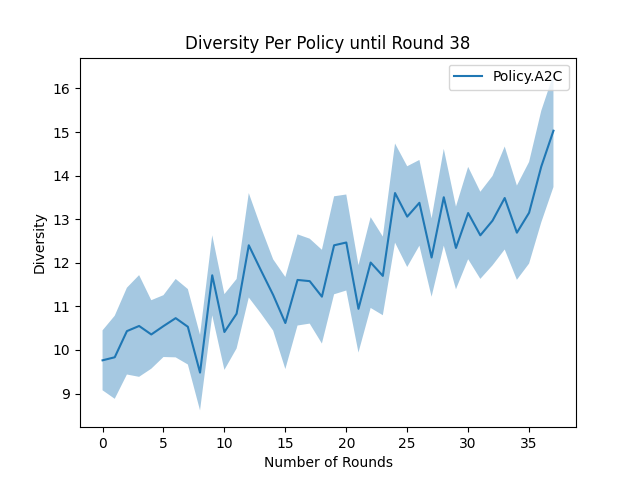 Diversity Per Policy until Round 38
Policy.A2C
16
15
14
13
12
11
10
9
Diversity
0 5 10 15 20 25 30 35
Number of Rounds